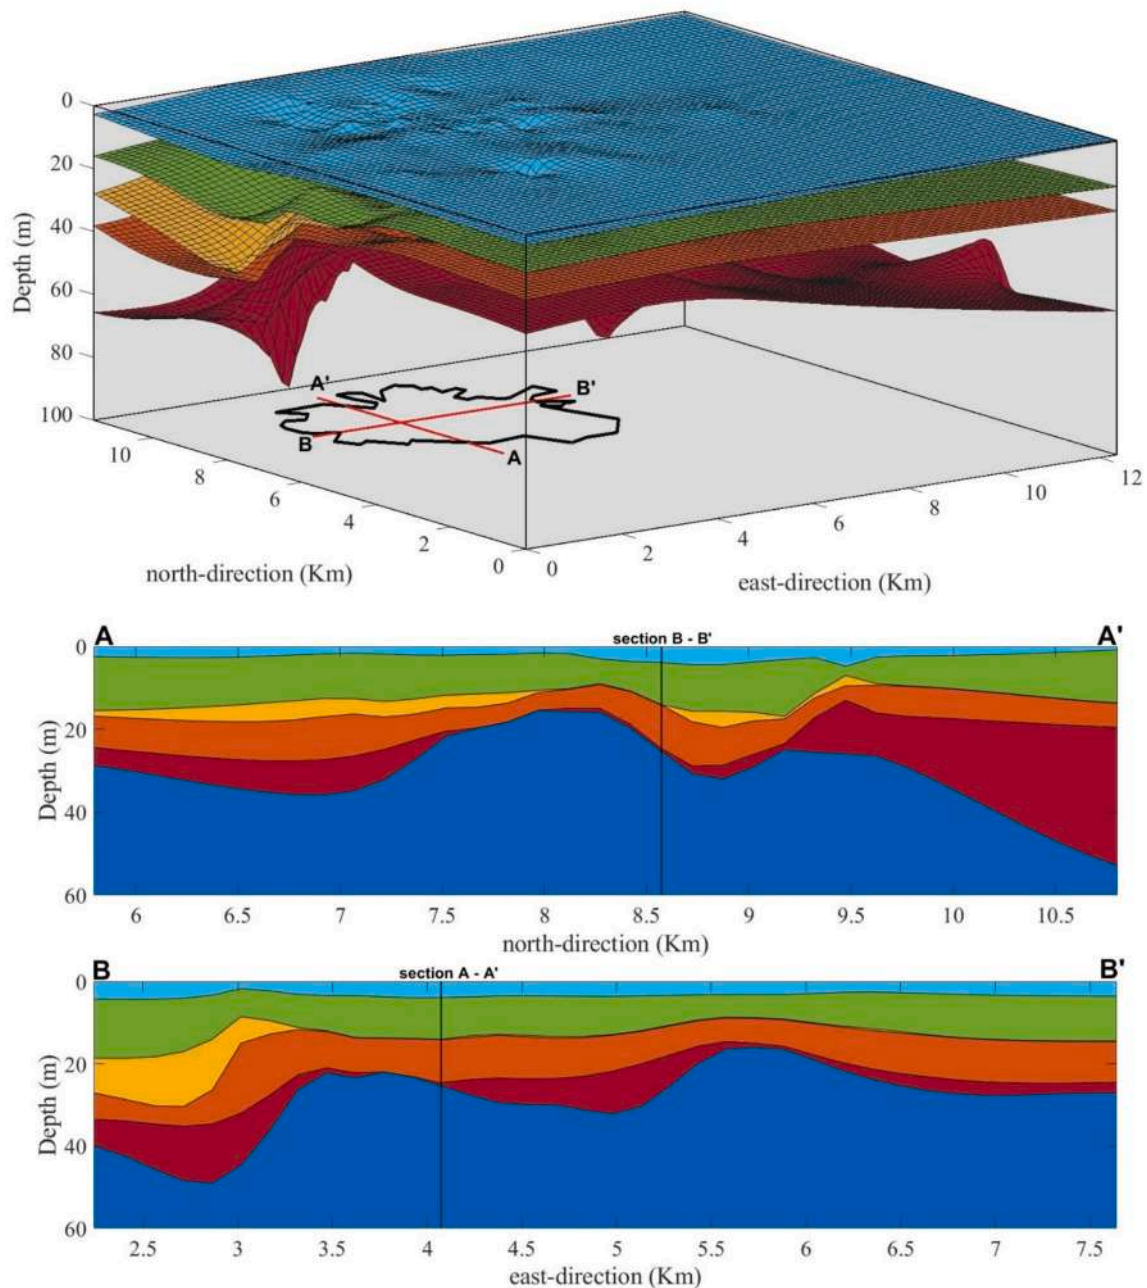 0
20
40
60
80
100
Depth (m)
A'
B'
B
A
10
8
6
4
2
0
north-direction (Km)
0
2
4
6
8
10
12
east-direction (Km)
A
section B - B'
A'
0
20
40
60
Depth (m)
6 6.5 7 7.5 8 8.5 9 9.5 10 10.5
north-direction (Km)
B
section A - A'
B'
0
20
40
60
Depth (m)
2.5 3 3.5 4 4.5 5 5.5 6 6.5 7 7.5
east-direction (Km)